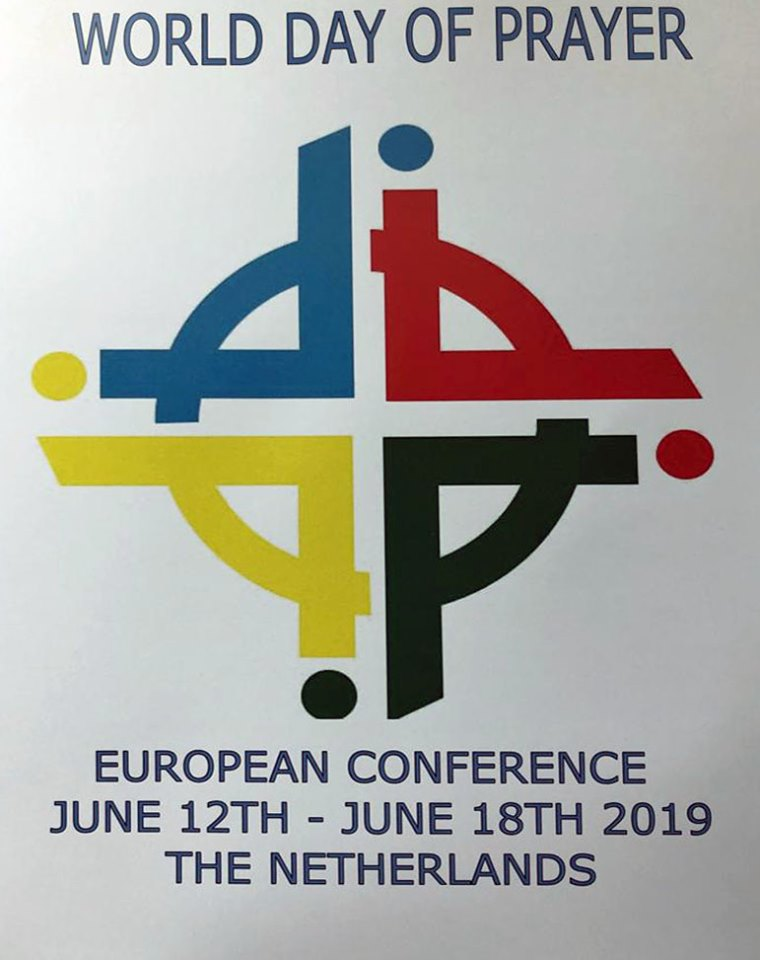 WORLD DAY OF PRAYER
EUROPEAN CONFERENCE
JUNE 12TH - JUNE 18TH 2019
THE NETHERLANDS